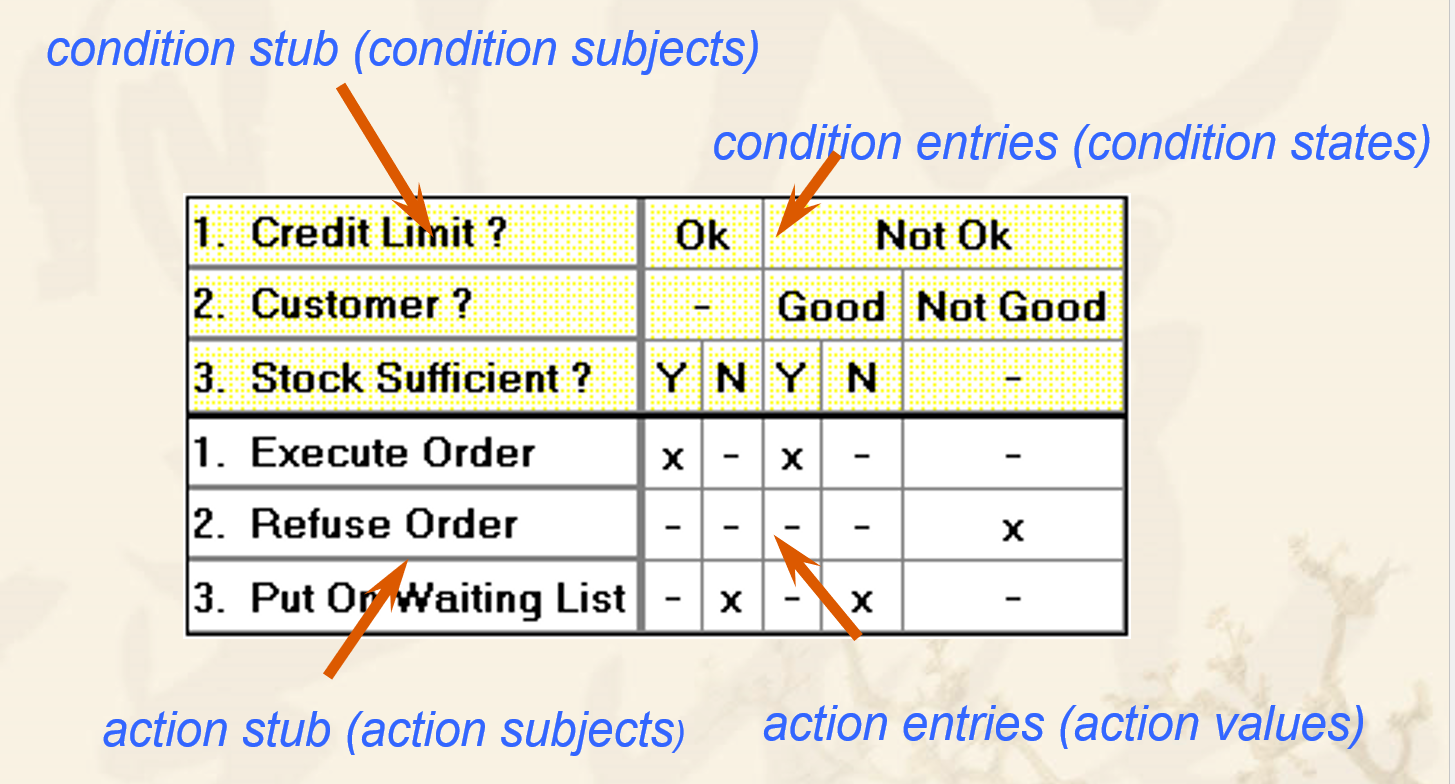 condition stub (condition subjects)
condition entries (condition states)
1. Credit Limit ? Ok Not Ok
2. Customer ? - Good Not Good
3. Stock Sufficient ? Y N Y N -
1. Execute Order x - x - -
2. Refuse Order - - - - x
3. Put On Waiting List - x - x -
action stub (action subjects)
action entries (action values)